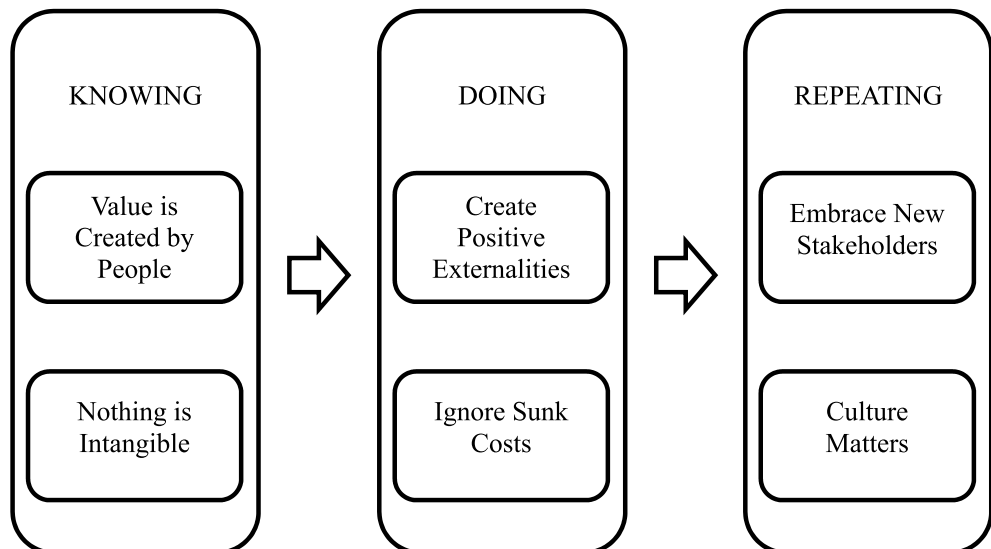 KNOWING
Value is
Created by
People
Nothing is
Intangible
DOING
Create
Positive
Externalities
Ignore Sunk
Costs
REPEATING
Embrace New
Stakeholders
Culture
Matters